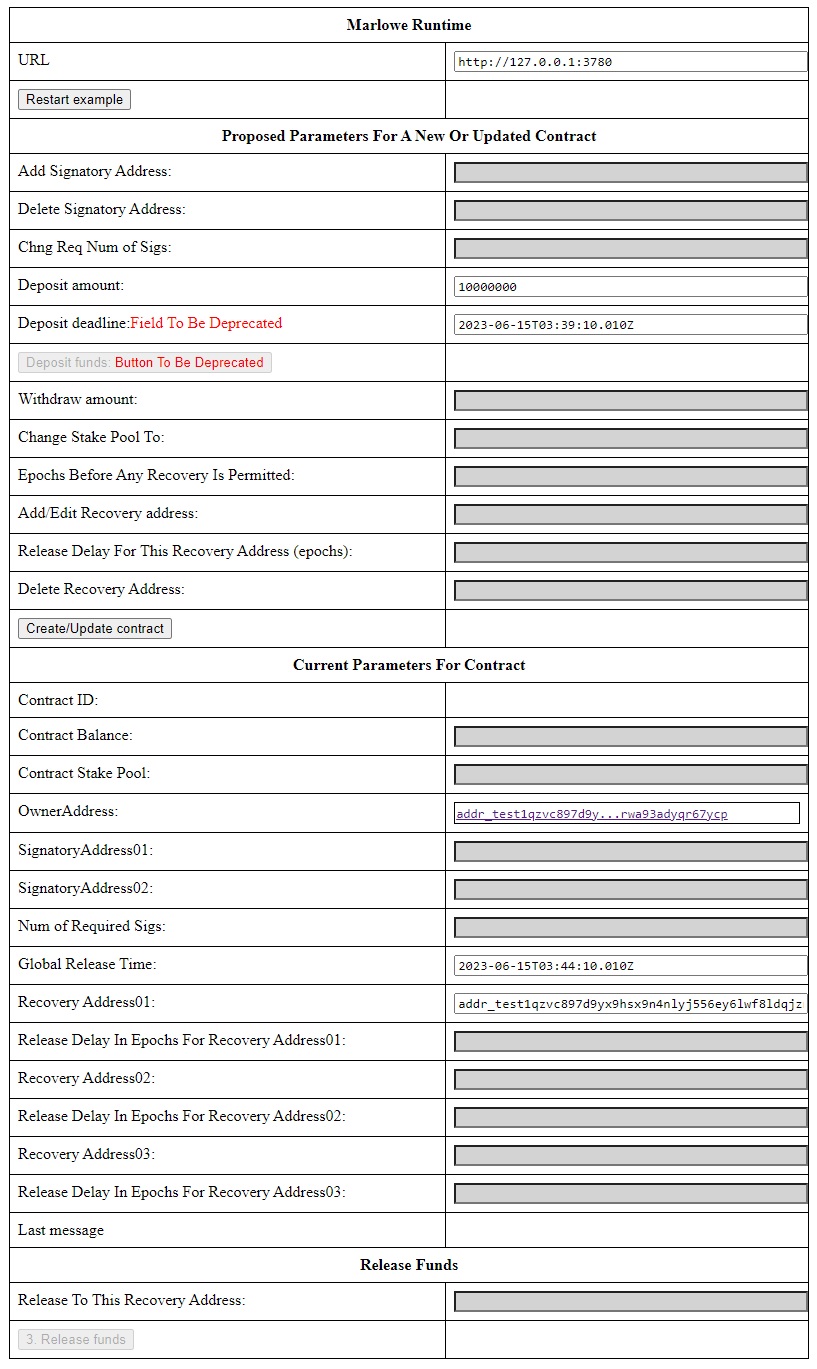 Marlowe Runtime
URL
http://127.0.0.1:3780
Restart example
Proposed Parameters For A New Or Updated Contract
Add Signatory Address:
Delete Signatory Address:
Chng Req Num of Sigs:
Deposit amount:
10000000
Deposit deadline:Field To Be Deprecated
2023-06-15T03:39:10.010Z
Deposit funds: Button To Be Deprecated
Withdraw amount:
Change Stake Pool To:
Epochs Before Any Recovery Is Permitted:
Add/Edit Recovery address:
Release Delay For This Recovery Address (epochs):
Delete Recovery Address:
Create/Update contract
Current Parameters For Contract
Contract ID:
Contract Balance:
Contract Stake Pool:
OwnerAddress:
addr_test1qzvc897d9y...rwa93adyqr67ycp
SignatoryAddress01:
SignatoryAddress02:
Num of Required Sigs:
Global Release Time:
2023-06-15T03:44:10.010Z
Recovery Address01:
addr_test1qzvc897d9yx9hsx9n4nlyj556ey6lwf8ldqjz
Release Delay In Epochs For Recovery Address01:
Recovery Address02:
Release Delay In Epochs For Recovery Address02:
Recovery Address03:
Release Delay In Epochs For Recovery Address03:
Last message
Release Funds
Release To This Recovery Address:
3. Release funds